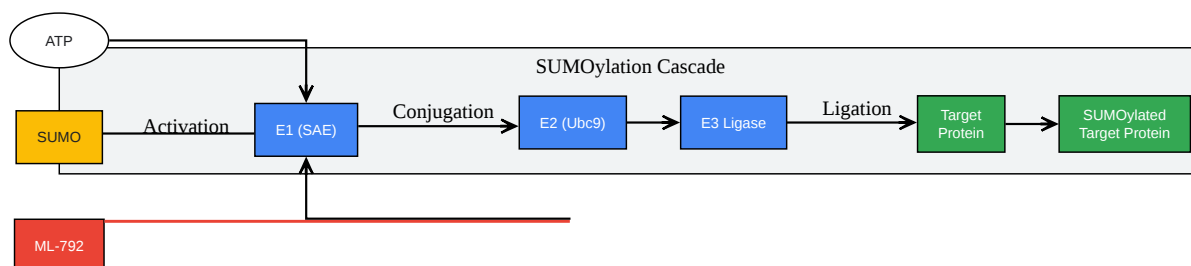 ATP
SUMOylation Cascade
SUMO
Activation
E1 (SAE)
Conjugation
E2 (Ubc9)
E3 Ligase
Ligation
Target
Protein
SUMOylated
Target Protein
ML-792